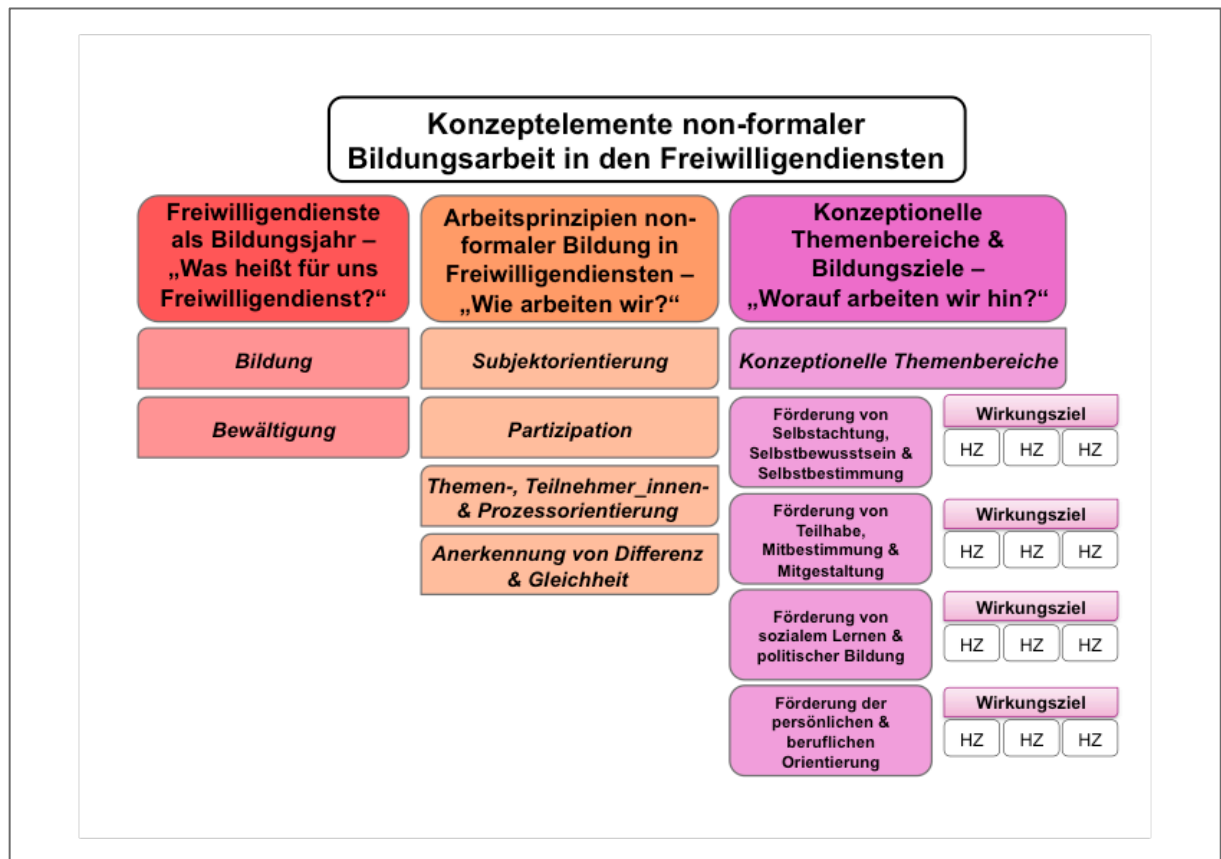 Konzeptelemente non-formaler
Bildungsarbeit in den Freiwilligendiensten
Freiwilligendienste
als Bildungsjahr –
„Was heißt für uns
Freiwilligendienst?“
Bildung
Bewältigung
Arbeitsprinzipien non-
formaler Bildung in
Freiwilligendiensten –
„Wie arbeiten wir?“
Subjektorientierung
Partizipation
Themen-, Teilnehmer_innen-
& Prozessorientierung
Anerkennung von Differenz
& Gleichheit
Konzeptionelle
Themenbereiche &
Bildungsziele –
„Worauf arbeiten wir hin?“
Konzeptionelle Themenbereiche
Förderung von
Selbstachtung,
Selbstbewusstsein &
Selbstbestimmung
Wirkungsziel
HZ HZ HZ
Förderung von
Teilhabe,
Mitbestimmung &
Mitgestaltung
Wirkungsziel
HZ HZ HZ
Förderung von
sozialem Lernen &
politischer Bildung
Wirkungsziel
HZ HZ HZ
Förderung der
persönlichen &
beruflichen
Orientierung
Wirkungsziel
HZ HZ HZ